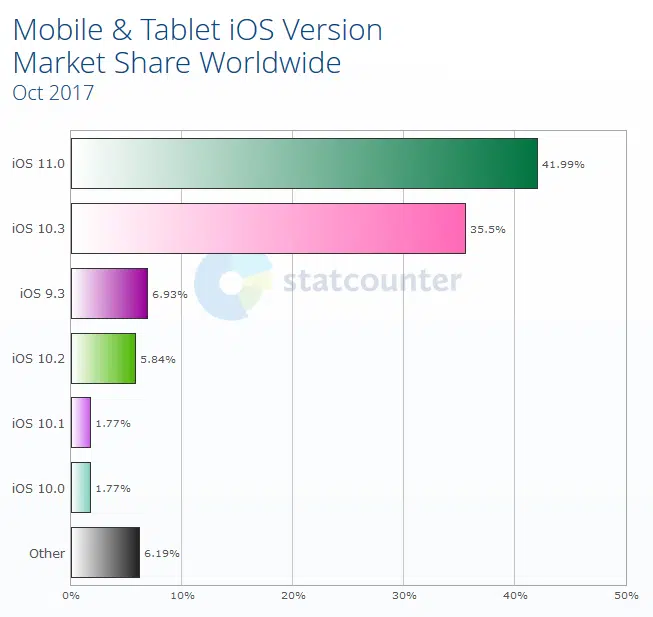 Mobile & Tablet iOS Version
Market Share Worldwide
Oct 2017
iOS 11.0 41.99%
iOS 10.3 35.5%
statcounter
iOS 9.3 6.93%
iOS 10.2 5.84%
iOS 10.1 1.77%
iOS 10.0 1.77%
Other 6.19%
0% 10% 20% 30% 40% 50%